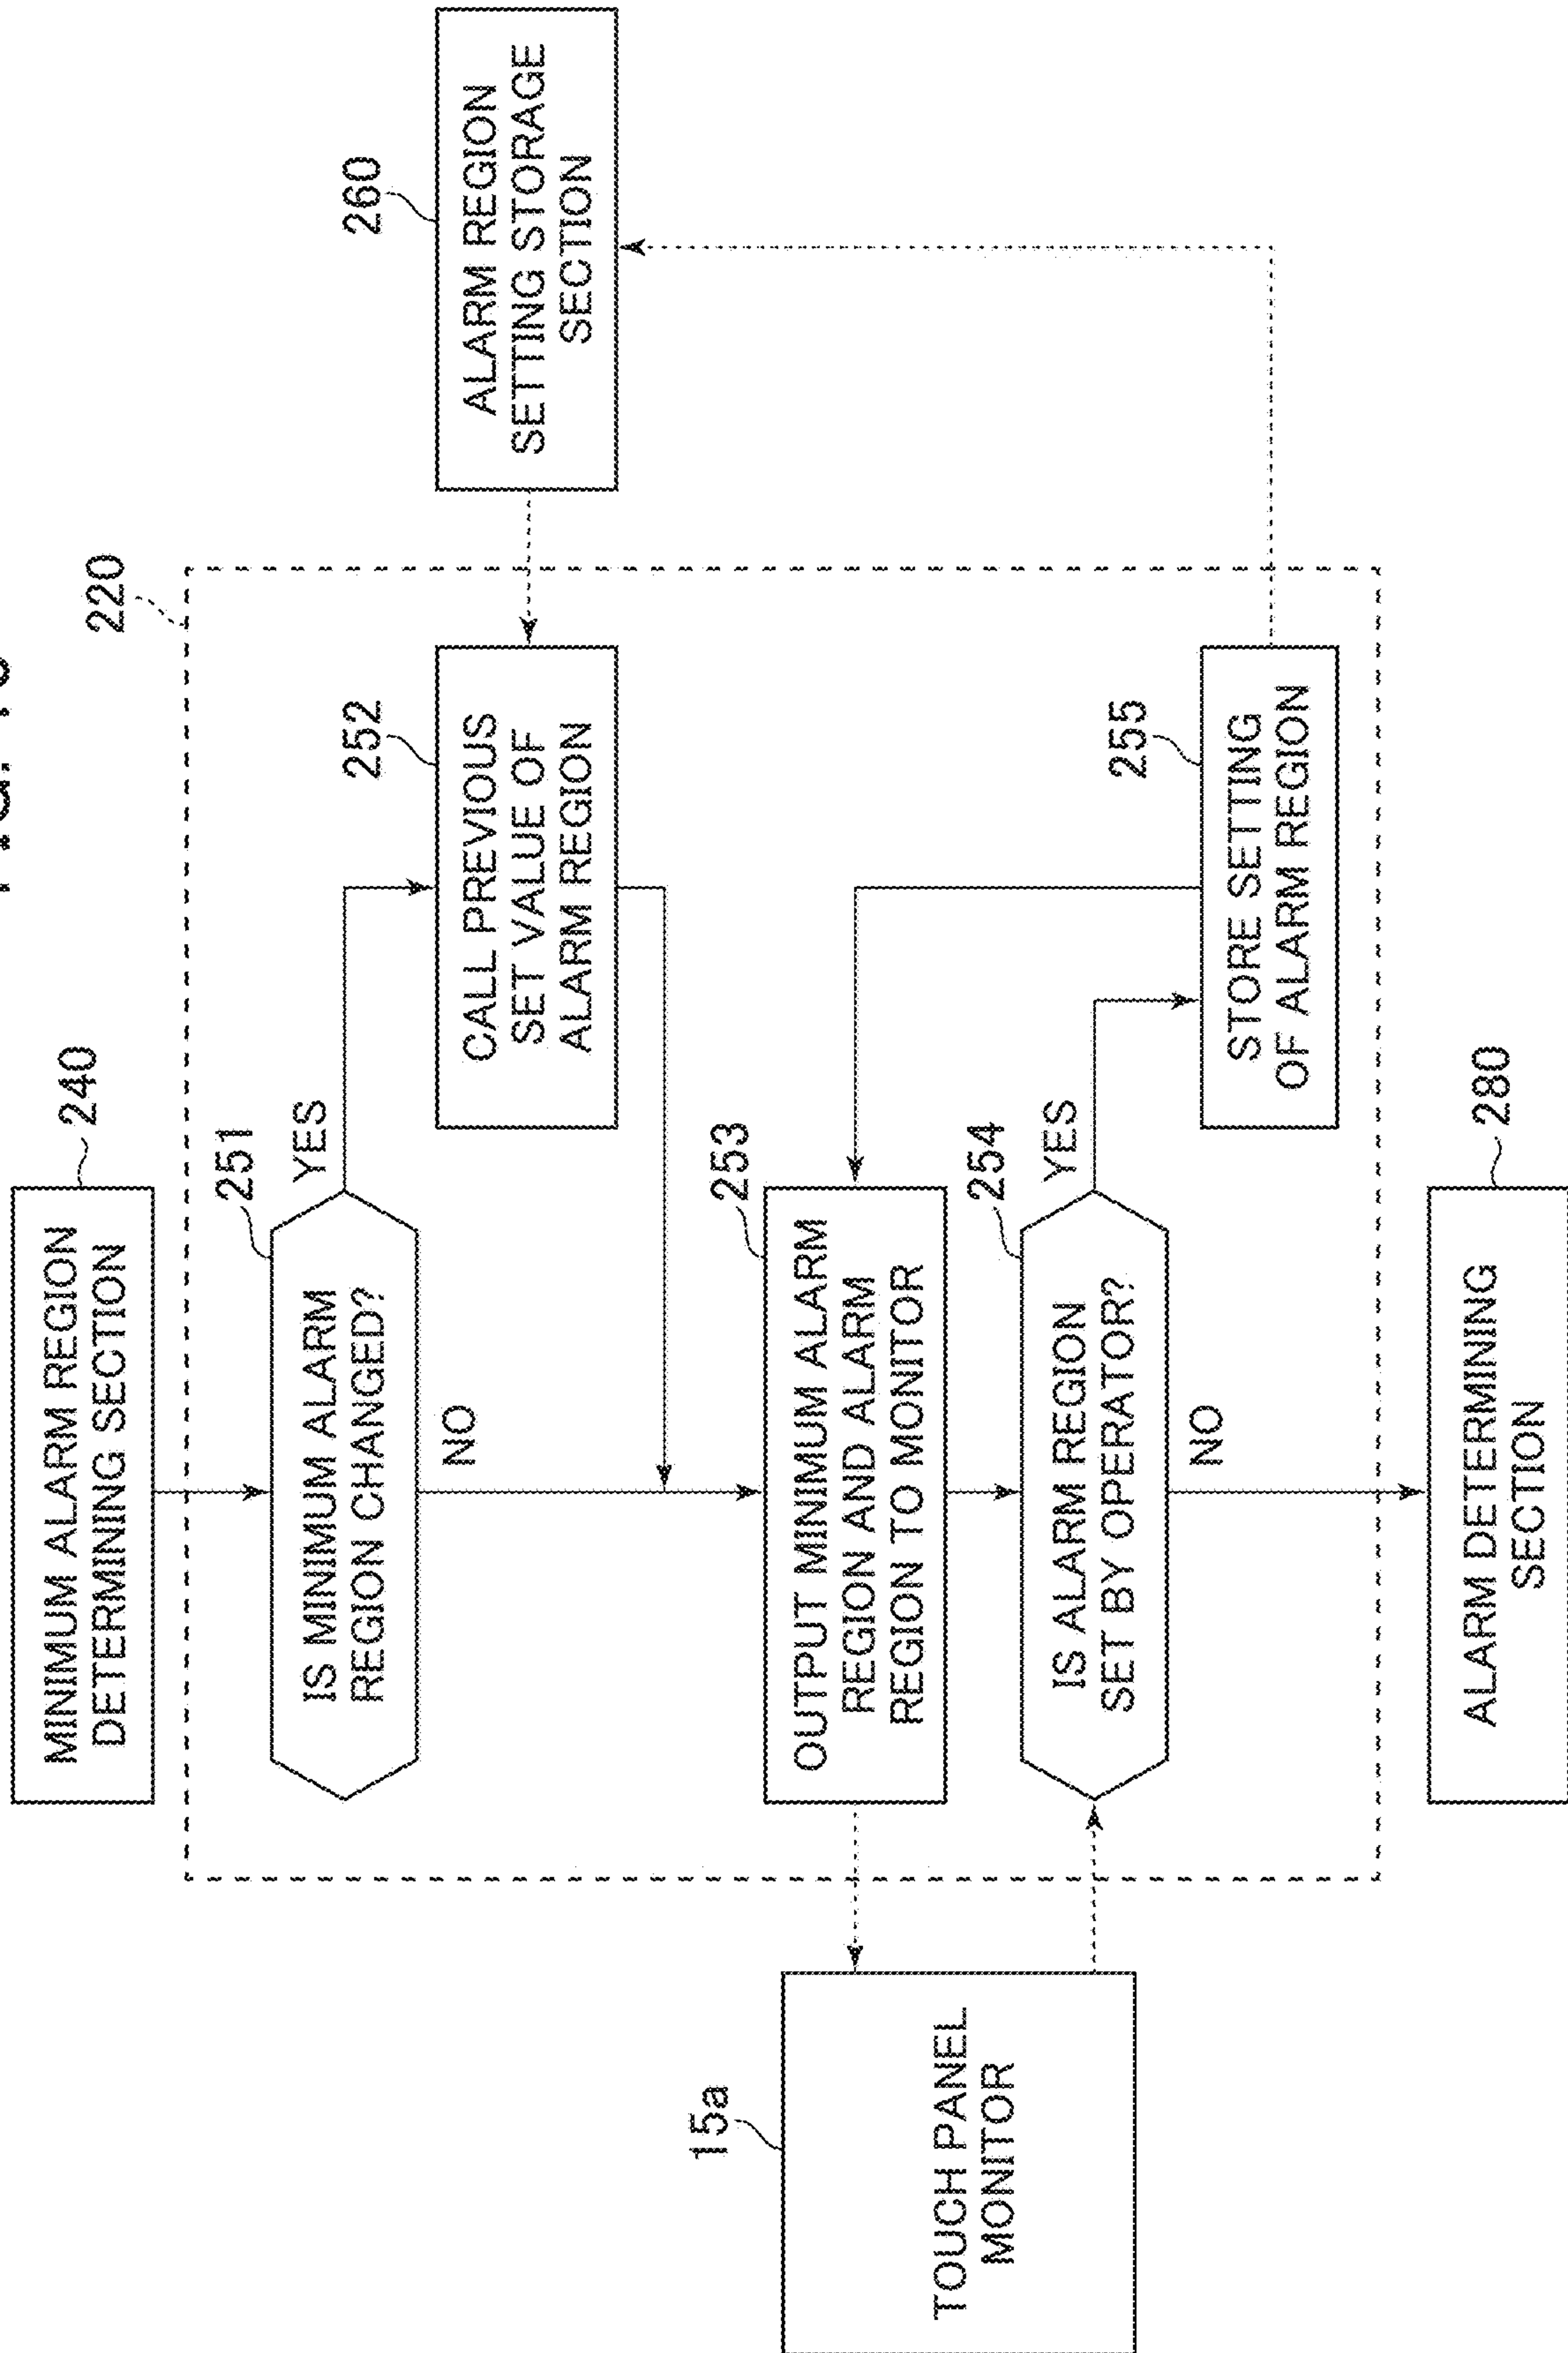 240
MINIMUM ALARM REGION
DETERMINING SECTION
220
251
IS MINIMUM ALARM
REGION CHANGED?
YES
NO
252
CALL PREVIOUS
SET VALUE OF
ALARM REGION
260
ALARM REGION
SETTING STORAGE
SECTION
15a
TOUCH PANEL
MONITOR
253
OUTPUT MINIMUM ALARM
REGION AND ALARM
REGION TO MONITOR
254
IS ALARM REGION
SET BY OPERATOR?
YES
NO
255
STORE SETTING
OF ALARM REGION
280
ALARM DETERMINING
SECTION